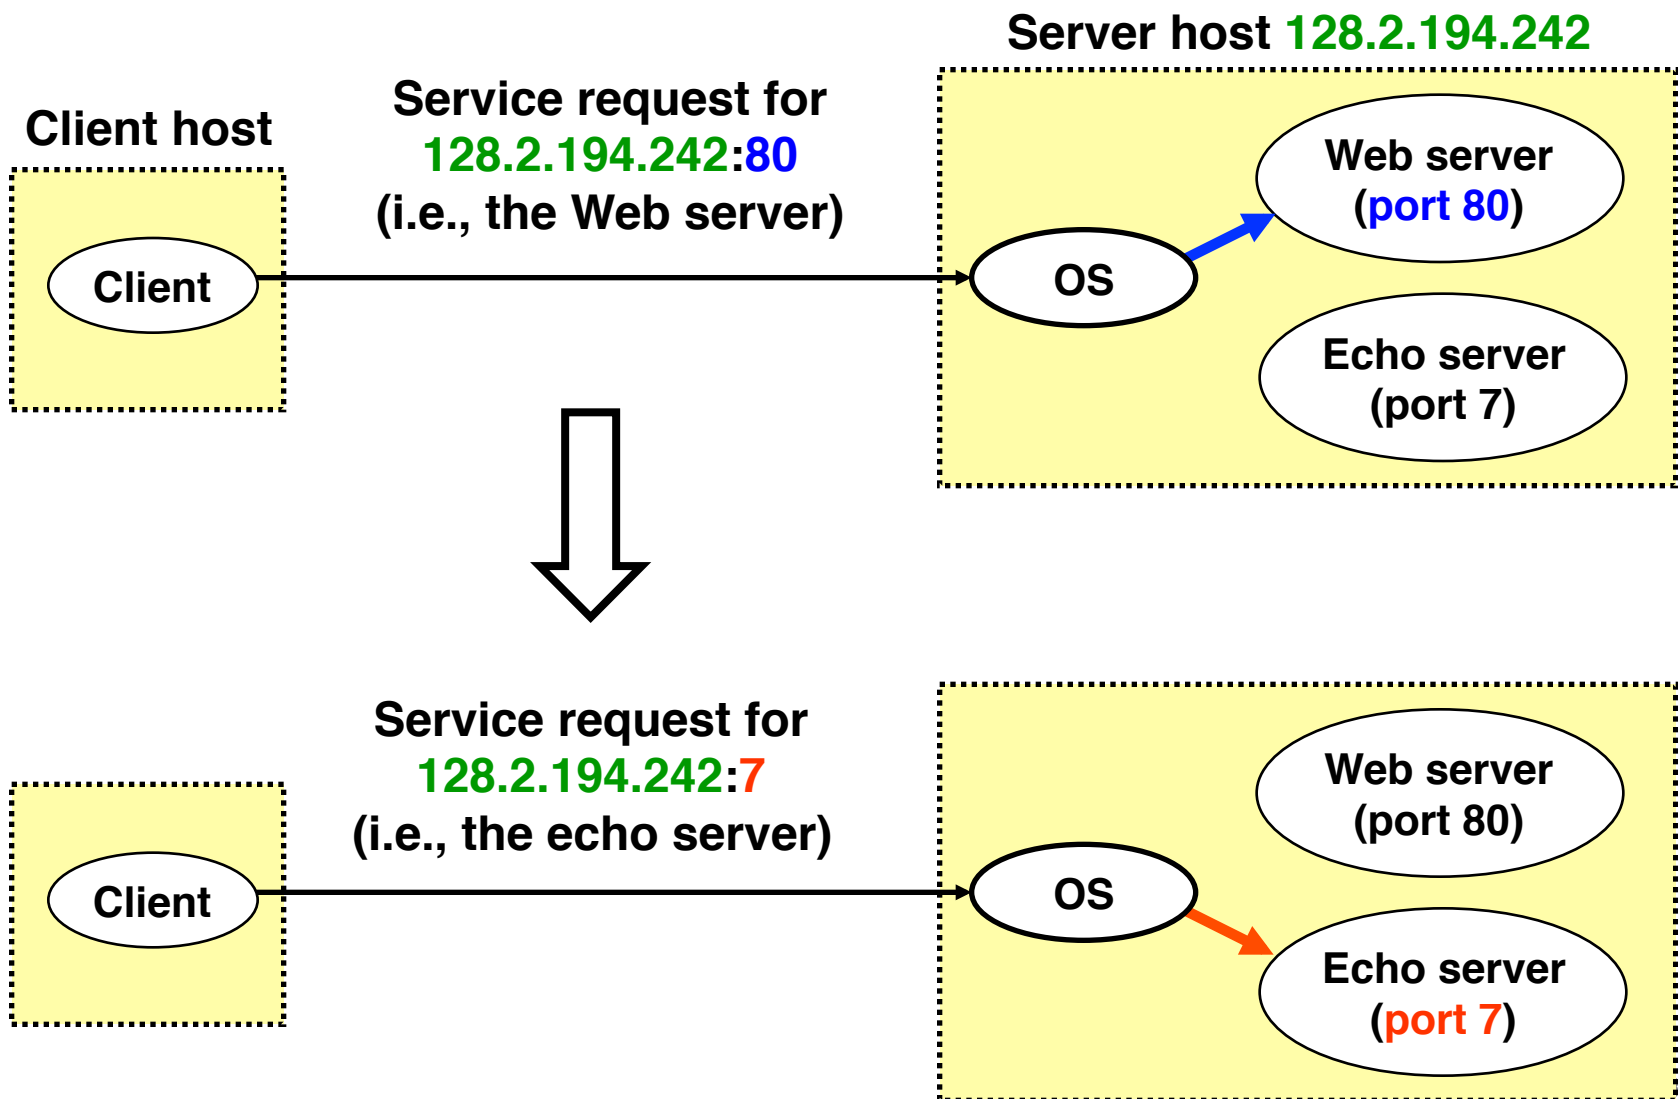 Server host 128.2.194.242
Client host
Service request for
128.2.194.242:80
(i.e., the Web server)
Client
OS
Web server
(port 80)
Echo server
(port 7)
Service request for
128.2.194.242:7
(i.e., the echo server)
Client
OS
Web server
(port 80)
Echo server
(port 7)